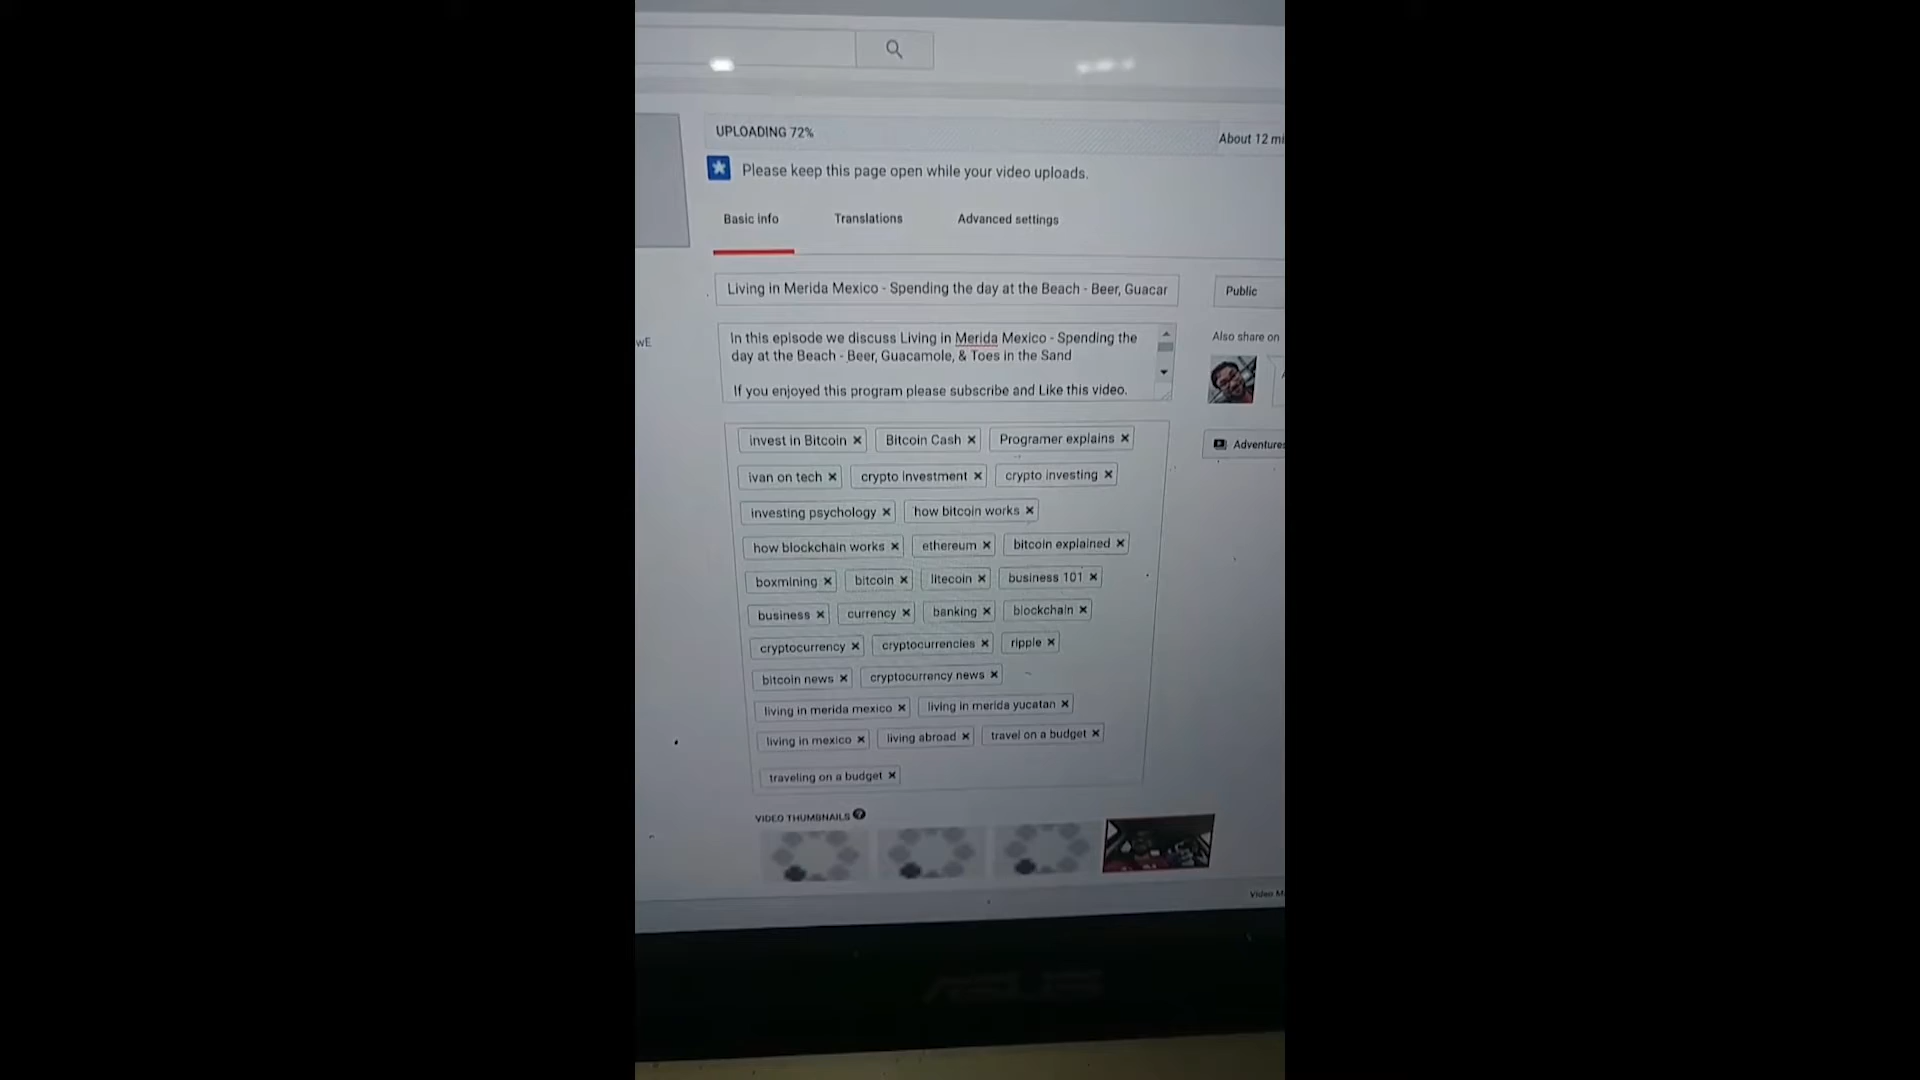 UPLOADING 72%
About 12 mi
Please keep this page open while your video uploads.
Basic info Translations Advanced settings
Living in Merida Mexico - Spending the day at the Beach - Beer, Guacar
Public
In this episode we discuss Living in Merida Mexico - Spending the
day at the Beach - Beer, Guacamole, & Toes in the Sand
If you enjoyed this program please subscribe and Like this video.
wE
Also share on
Adventures
invest in Bitcoin × Bitcoin Cash × Programer explains ×
ivan on tech × crypto investment × crypto investing ×
investing psychology × how bitcoin works ×
how blockchain works × ethereum × bitcoin explained ×
boxmining × bitcoin × litecoin × business 101 ×
business × currency × banking × blockchain ×
cryptocurrency × cryptocurrencies × ripple ×
bitcoin news × cryptocurrency news ×
living in merida mexico × living in merida yucatan ×
living in mexico × living abroad × travel on a budget ×
traveling on a budget ×
VIDEO THUMBNAILS ?
Video M
ASUS